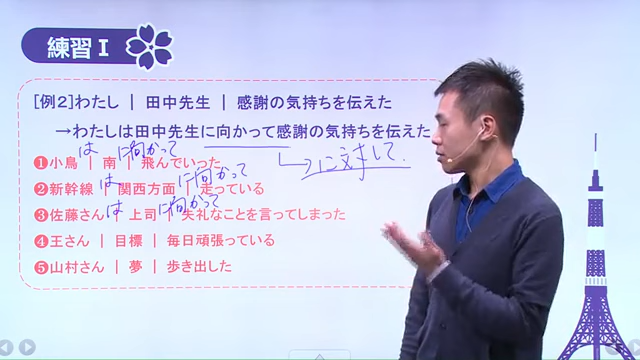 練習Ⅰ
[例2]わたし | 田中先生 | 感謝の気持ちを伝えた
→わたしは田中先生に向かって感謝の気持ちを伝えた
は に向かって
❶小鳥 | 南 | 飛んでいった
に対して.
は に向かって
❷新幹線 | 関西方面 | 走っている
は に向かって
❸佐藤さん | 上司 | 失礼なことを言ってしまった
❹王さん | 目標 | 毎日頑張っている
❺山村さん | 夢 | 歩き出した